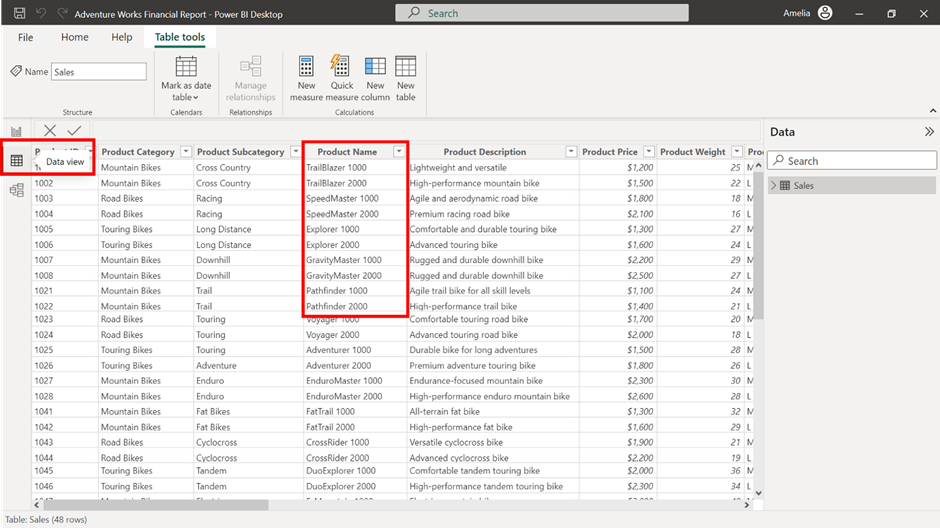 Adventure Works Financial Report - Power BI Desktop
Search
Amelia
File Home Help Table tools
Name Sales
Mark as date table
Manage relationships
New measure
Quick measure
New column
New table
Structure Calendars Relationships Calculations
Data view
Product Category Product Subcategory Product Name Product Description Product Price Product Weight
Mountain Bikes Cross Country TrailBlazer 1000 Lightweight and versatile $1,200 25 M
1002 Mountain Bikes Cross Country TrailBlazer 2000 High-performance mountain bike $1,500 22 L
1003 Road Bikes Racing SpeedMaster 1000 Agile and aerodynamic road bike $1,800 18 M
1004 Road Bikes Racing SpeedMaster 2000 Premium racing road bike $2,100 16 L
1005 Touring Bikes Long Distance Explorer 1000 Comfortable and durable touring bike $1,300 27 M
1006 Touring Bikes Long Distance Explorer 2000 Advanced touring bike $1,600 24 L
1007 Mountain Bikes Downhill GravityMaster 1000 Rugged and durable downhill bike $2,200 29 M
1008 Mountain Bikes Downhill GravityMaster 2000 Rugged and durable downhill bike $2,500 27 L
1021 Mountain Bikes Trail Pathfinder 1000 Agile trail bike for all skill levels $1,100 24 M
1022 Mountain Bikes Trail Pathfinder 2000 High-performance trail bike $1,400 21 L
1023 Road Bikes Touring Voyager 1000 Comfortable touring road bike $1,700 20 M
1024 Road Bikes Touring Voyager 2000 Advanced touring road bike $2,000 18 L
1025 Touring Bikes Touring Adventurer 1000 Durable bike for long adventures $1,500 28 M
1026 Touring Bikes Adventure Adventurer 2000 Premium adventure touring bike $1,800 26 L
1027 Mountain Bikes Enduro EnduroMaster 1000 Endurance-focused mountain bike $2,300 30 M
1028 Mountain Bikes Enduro EnduroMaster 2000 High-performance enduro mountain bike $2,600 28 L
1041 Mountain Bikes Fat Bikes FatTrail 1000 All-terrain fat bike $1,300 32 M
1042 Mountain Bikes Fat Bikes FatTrail 2000 High-performance fat bike $1,600 29 L
1043 Road Bikes Cyclocross CrossRider 1000 Versatile cyclocross bike $1,900 21 M
1044 Road Bikes Cyclocross CrossRider 2000 Advanced cyclocross bike $2,200 19 L
1045 Touring Bikes Tandem DuoExplorer 1000 Comfortable tandem touring bike $2,000 36 M
1046 Touring Bikes Tandem DuoExplorer 2000 High-performance tandem touring bike $2,300 34 L
Data
Search
Sales
Table: Sales (48 rows)